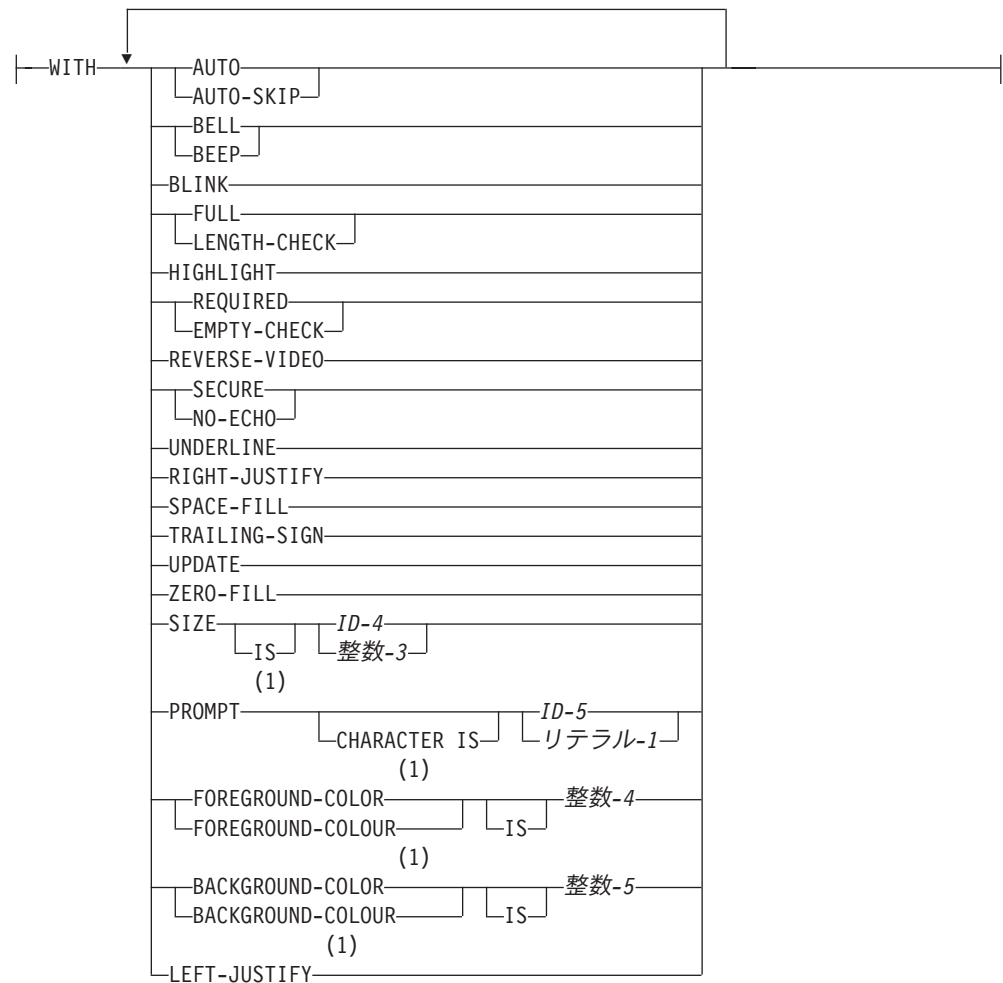 WITH AUTO
AUTO-SKIP
BELL
BEEP
BLINK
FULL
LENGTH-CHECK
HIGHLIGHT
REQUIRED
EMPTY-CHECK
REVERSE-VIDEO
SECURE
NO-ECHO
UNDERLINE
RIGHT-JUSTIFY
SPACE-FILL
TRAILING-SIGN
UPDATE
ZERO-FILL
SIZE ID-4
IS 整数-3
(1)
PROMPT ID-5
CHARACTER IS リテラル-1
(1)
FOREGROUND-COLOR 整数-4
FOREGROUND-COLOUR IS
(1)
BACKGROUND-COLOR 整数-5
BACKGROUND-COLOUR IS
(1)
LEFT-JUSTIFY